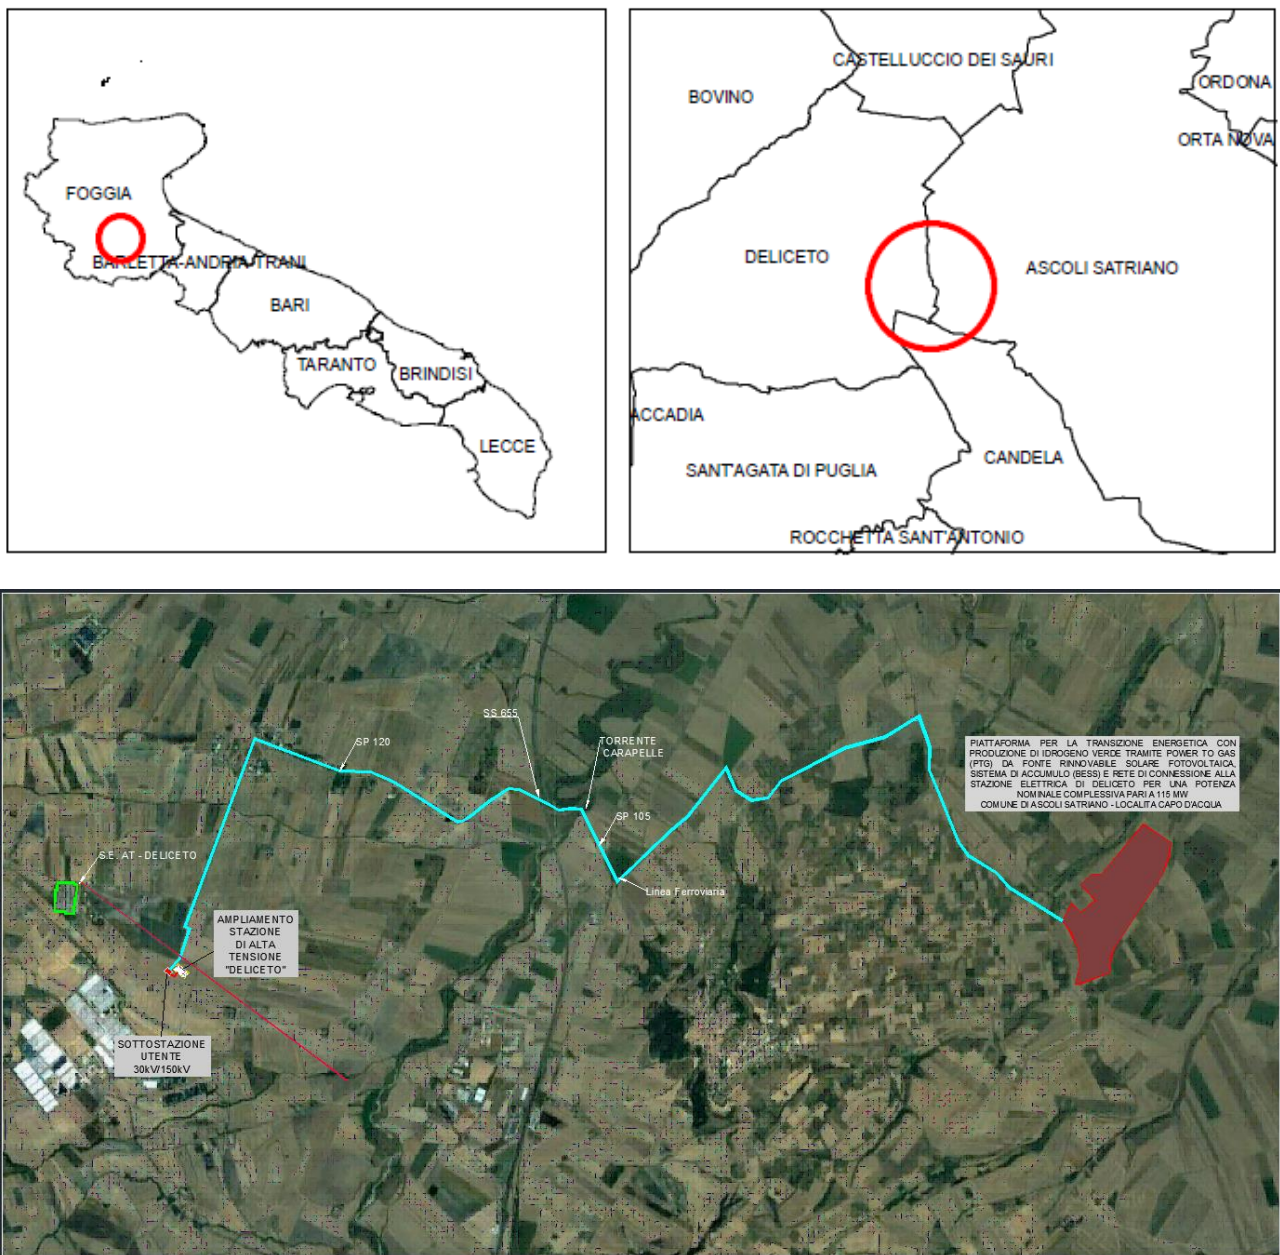 FOGGIA
BARLETTA-ANDRIA-TRANI
BARI
TARANTO
BRINDISI
LECCE
CASTELLUCCIO DEI SAURI
BOVINO
ORDONA
ORTA NOVA
DELICETO
ASCOLI SATRIANO
ACCADIA
CANDELA
SANT'AGATA DI PUGLIA
ROCCHETTA SANT'ANTONIO
SS 655
SP 120
TORRENTE
CARAPELLE
PIATTAFORMA PER LA TRANSIZIONE ENERGETICA CON
PRODUZIONE DI IDROGENO VERDE TRAMITE POWER TO GAS
(PTG) DA FONTE RINNOVABILE SOLARE FOTOVOLTAICA,
SISTEMA DI ACCUMULO (BESS) E RETE DI CONNESSIONE ALLA
STAZIONE ELETTRICA DI DELICETO PER UNA POTENZA
NOMINALE COMPLESSIVA PARI A 115 MW
COMUNE DI ASCOLI SATRIANO - LOCALITA CAPO D'ACQUA
SP 105
S.E. AT - DELICETO
Linea Ferroviaria
AMPLIAMENTO
STAZIONE
DI ALTA
TENSIONE
"DELICETO"
SOTTOSTAZIONE
UTENTE
30kV/150kV